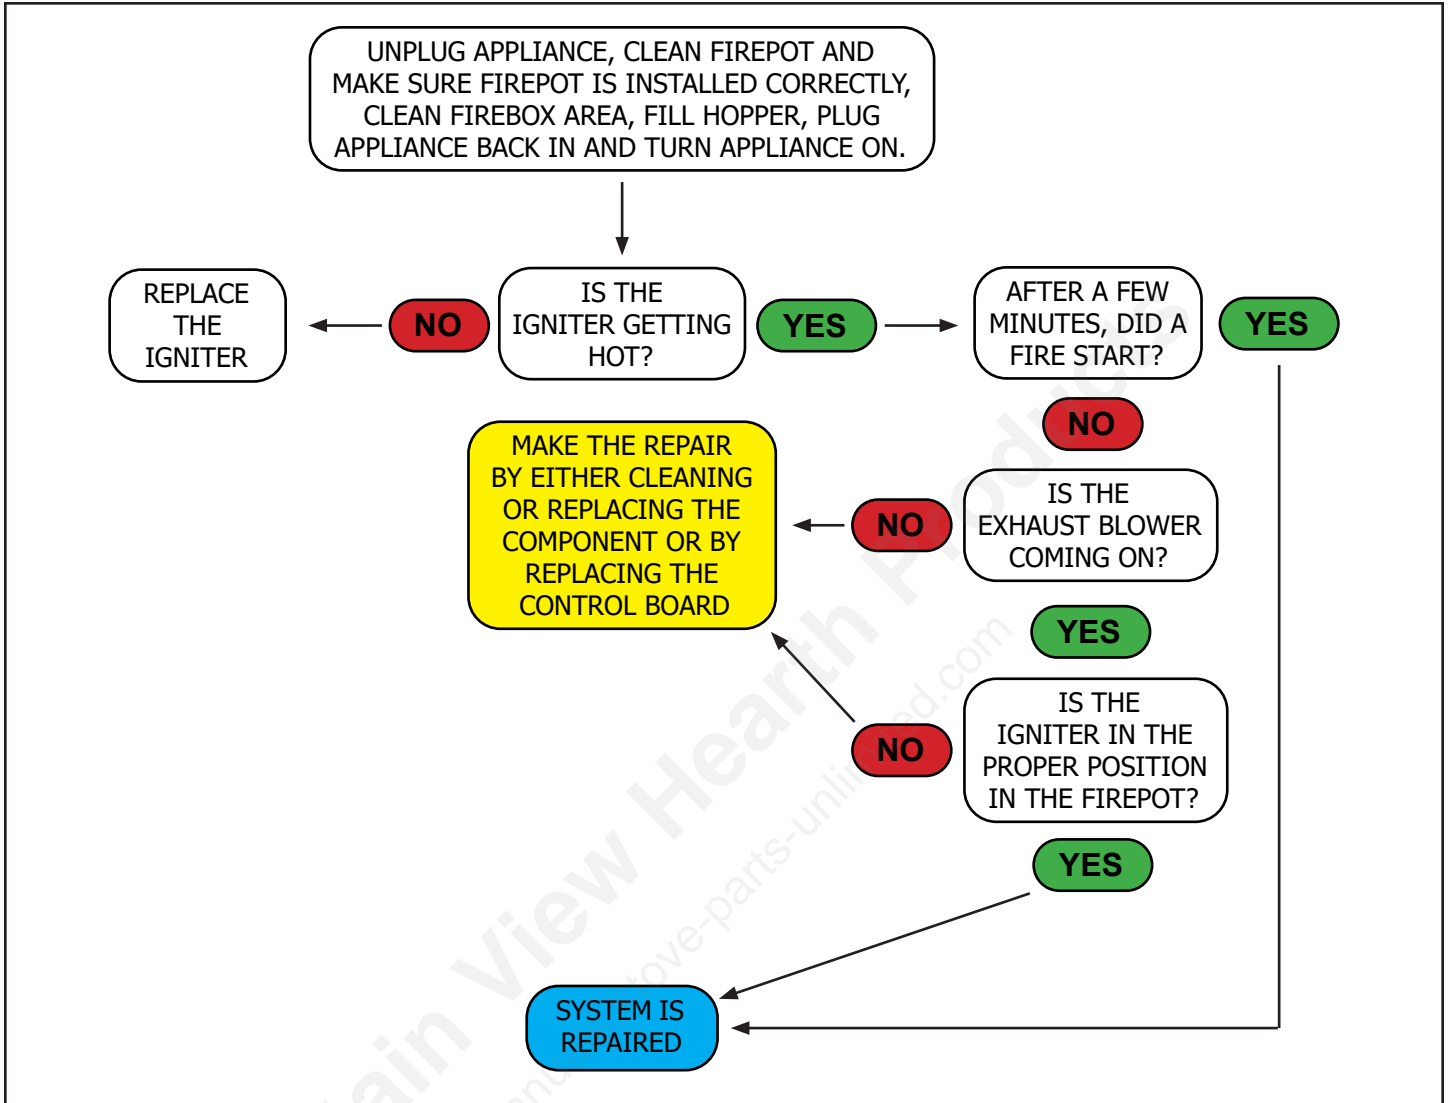 UNPLUG APPLIANCE, CLEAN FIREPOT AND
MAKE SURE FIREPOT IS INSTALLED CORRECTLY,
CLEAN FIREBOX AREA, FILL HOPPER, PLUG
APPLIANCE BACK IN AND TURN APPLIANCE ON.
REPLACE
THE
IGNITER
NO
IS THE
IGNITER GETTING
HOT?
YES
AFTER A FEW
MINUTES, DID A
FIRE START?
YES
NO
MAKE THE REPAIR
BY EITHER CLEANING
OR REPLACING THE
COMPONENT OR BY
REPLACING THE
CONTROL BOARD
NO
IS THE
EXHAUST BLOWER
COMING ON?
YES
NO
IS THE
IGNITER IN THE
PROPER POSITION
IN THE FIREPOT?
YES
SYSTEM IS
REPAIRED
View Hearth Products